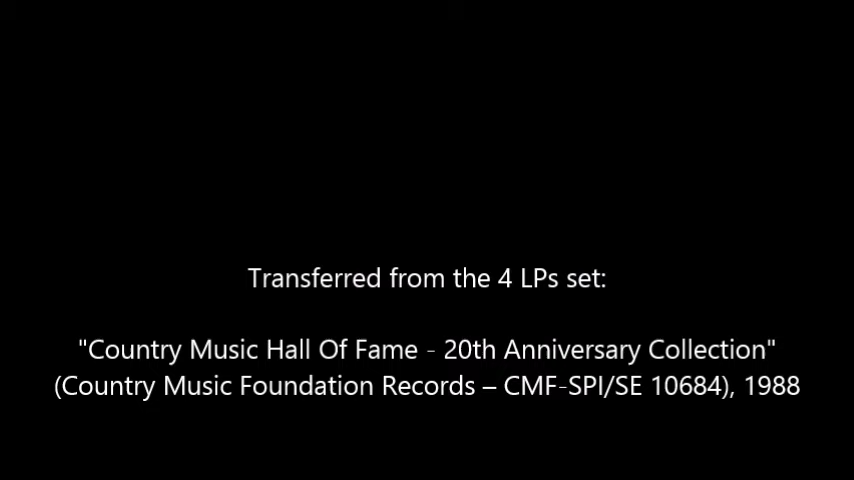 Transferred from the 4 LPs set:
"Country Music Hall Of Fame - 20th Anniversary Collection"
(Country Music Foundation Records – CMF-SPI/SE 10684), 1988